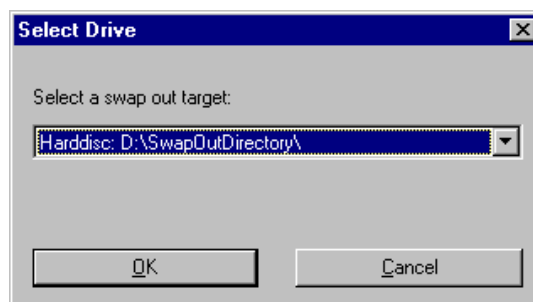 Select Drive
Select a swap out target:
Harddisc: D:\SwapOutDirectory\
OK
Cancel